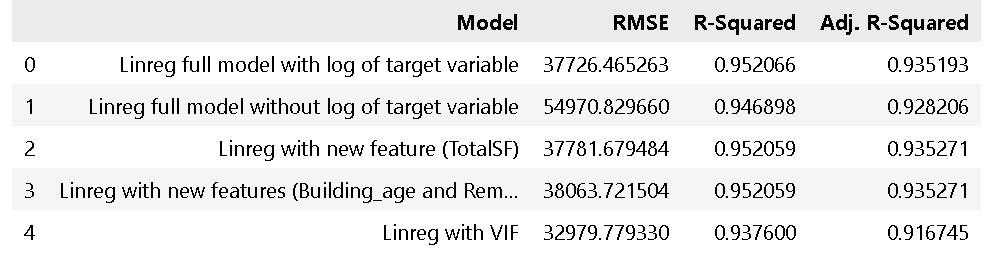 Model RMSE R-Squared Adj. R-Squared
0 Linreg full model with log of target variable 37726.465263 0.952066 0.935193
1 Linreg full model without log of target variable 54970.829660 0.946898 0.928206
2 Linreg with new feature (TotalSF) 37781.679484 0.952059 0.935271
3 Linreg with new features (Building_age and Rem... 38063.721504 0.952059 0.935271
4 Linreg with VIF 32979.779330 0.937600 0.916745